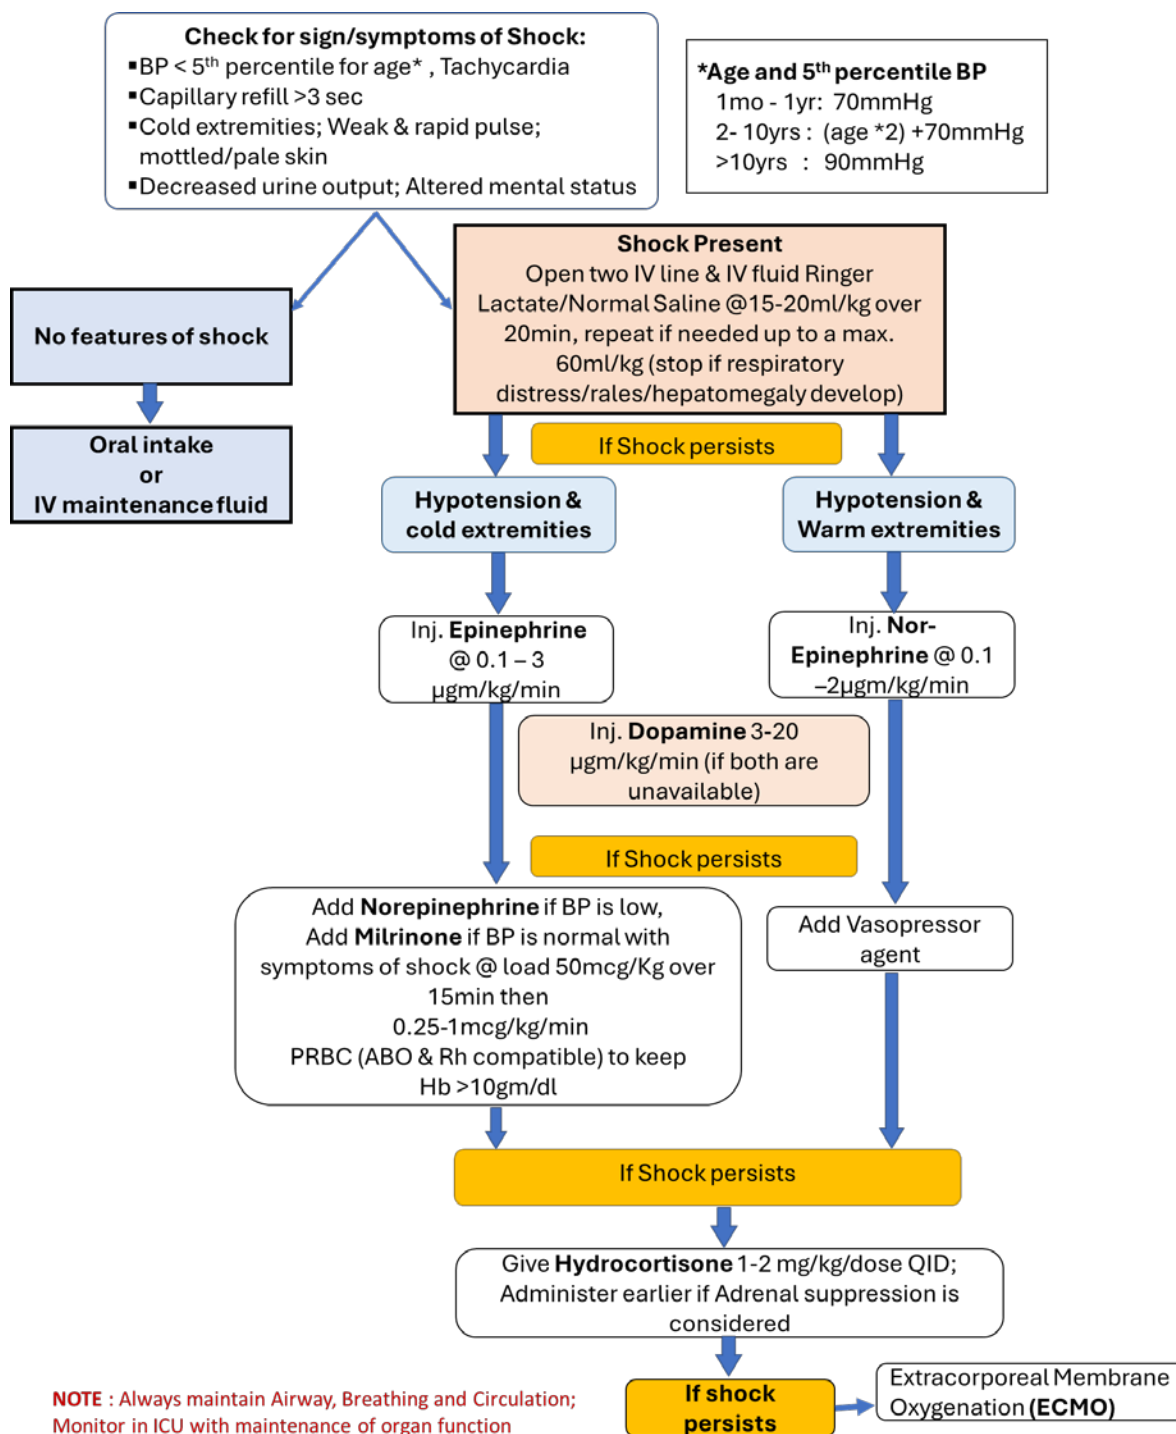 Check for sign/symptoms of Shock:
▪BP < 5th percentile for age* , Tachycardia
▪Capillary refill >3 sec
▪Cold extremities; Weak & rapid pulse;
mottled/pale skin
▪Decreased urine output; Altered mental status
*Age and 5th percentile BP
1mo - 1yr: 70mmHg
2- 10yrs : (age *2) +70mmHg
>10yrs : 90mmHg
No features of shock
Oral intake
or
IV maintenance fluid
Shock Present
Open two IV line & IV fluid Ringer
Lactate/Normal Saline @15-20ml/kg over
20min, repeat if needed up to a max.
60ml/kg (stop if respiratory
distress/rales/hepatomegaly develop)
If Shock persists
Hypotension &
cold extremities
Hypotension &
Warm extremities
Inj. Epinephrine
@ 0.1 – 3
µgm/kg/min
Inj. Nor-
Epinephrine @ 0.1
–2µgm/kg/min
Inj. Dopamine 3-20
µgm/kg/min (if both are
unavailable)
If Shock persists
Add Norepinephrine if BP is low,
Add Milrinone if BP is normal with
symptoms of shock @ load 50mcg/Kg over
15min then
0.25-1mcg/kg/min
PRBC (ABO & Rh compatible) to keep
Hb >10gm/dl
Add Vasopressor
agent
If Shock persists
Give Hydrocortisone 1-2 mg/kg/dose QID;
Administer earlier if Adrenal suppression is
considered
If shock
persists
Extracorporeal Membrane
Oxygenation (ECMO)
NOTE : Always maintain Airway, Breathing and Circulation;
Monitor in ICU with maintenance of organ function